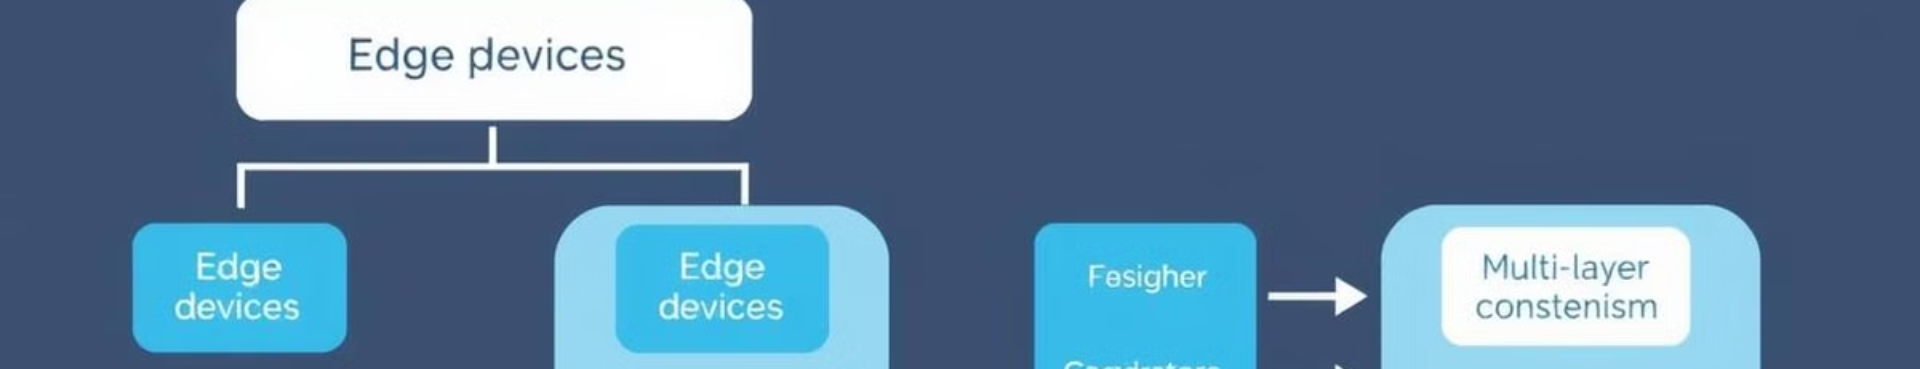 Edge devices
Edge
devices
Edge
devices
Fesigher
Multi-layer
constenism